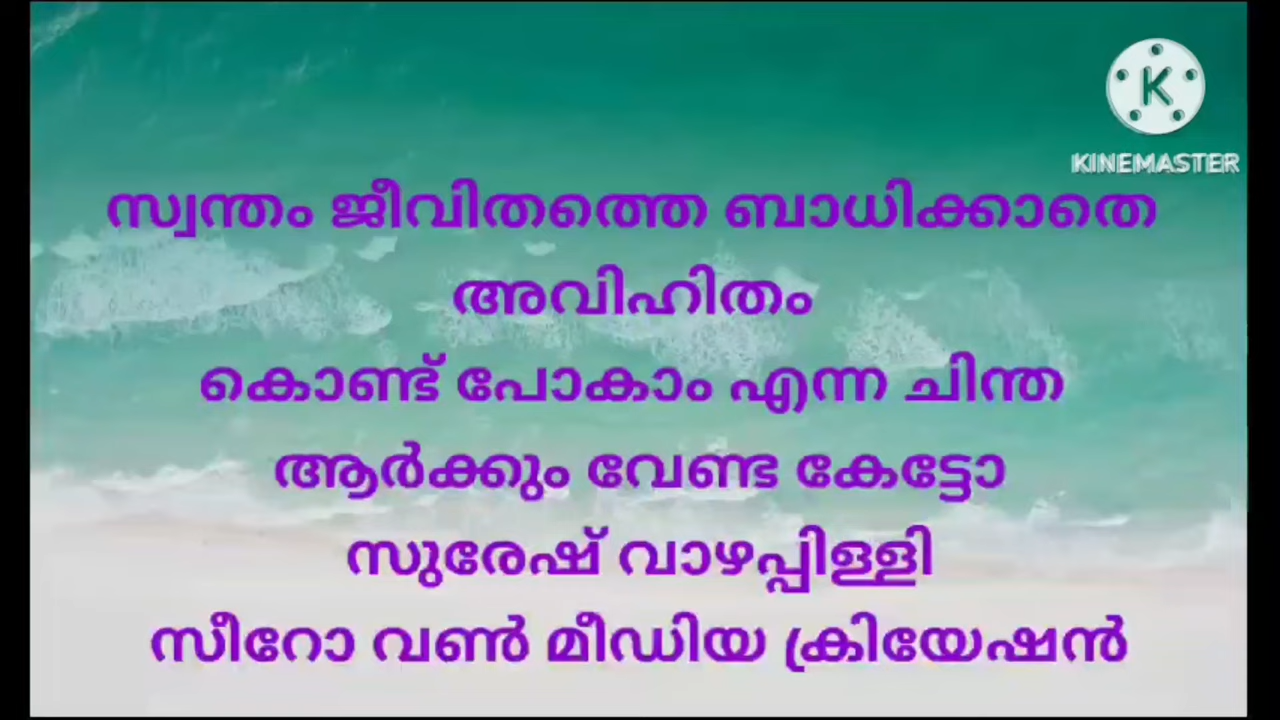 KINEMASTER
സ്വന്തം ജീവിതത്തെ ബാധിക്കാതെ
അവിഹിതം
കൊണ്ട് പോകാം എന്ന ചിന്ത
ആർക്കും വേണ്ട കേട്ടോ
സുരേഷ് വാഴപ്പിള്ളി
സീറോ വൺ മീഡിയ ക്രിയേഷൻ